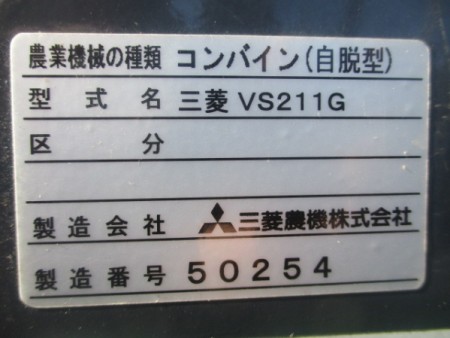 農業機械の種類 コンバイン(自脱型)
型式名 三菱 VS211G
区分
製造会社 三菱農機株式会社
製造番号 50254